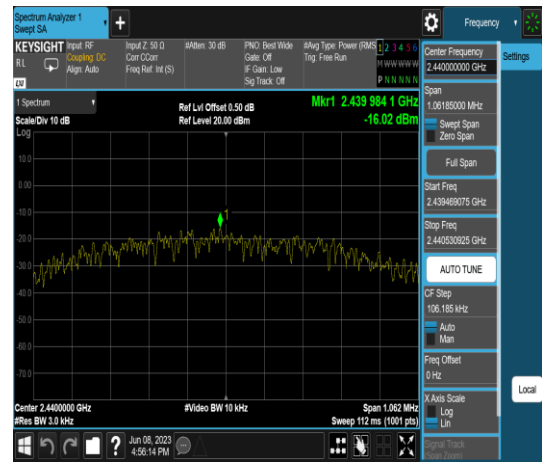 Spectrum Analyzer 1
Swept SA
+
Frequency
KEYSIGHT
Input: RF
Input Z: 50 Ω
#Atten: 30 dB
PNO: Best Wide
#Avg Type: Power (RMS
1 2 3 4 5 6
RL
Coupling: DC
Corr CCorr
Gate: Off
Trig: Free Run
M W W W W W
Align: Auto
Freq Ref: Int (S)
IF Gain: Low
Sig Track: Off
P N N N N N
LXI
1 Spectrum
Ref Lvl Offset 0.50 dB
Mkr1 2.439 984 1 GHz
Scale/Div 10 dB
Ref Level 20.00 dBm
-16.02 dBm
Log
10.0
0.00
-10.0
1
-20.0
-30.0
-40.0
-50.0
-60.0
-70.0
Center 2.4400000 GHz
#Video BW 10 kHz
Span 1.062 MHz
#Res BW 3.0 kHz
Sweep 112 ms (1001 pts)
Jun 08, 2023
4:56:14 PM
?
Center Frequency
2.440000000 GHz
Settings
Span
1.06185000 MHz
Swept Span
Zero Span
Full Span
Start Freq
2.439469075 GHz
Stop Freq
2.440530925 GHz
AUTO TUNE
CF Step
106.185 kHz
Auto
Man
Freq Offset
0 Hz
X Axis Scale
Log
Lin
Local
Signal Track
(Span Zoom)